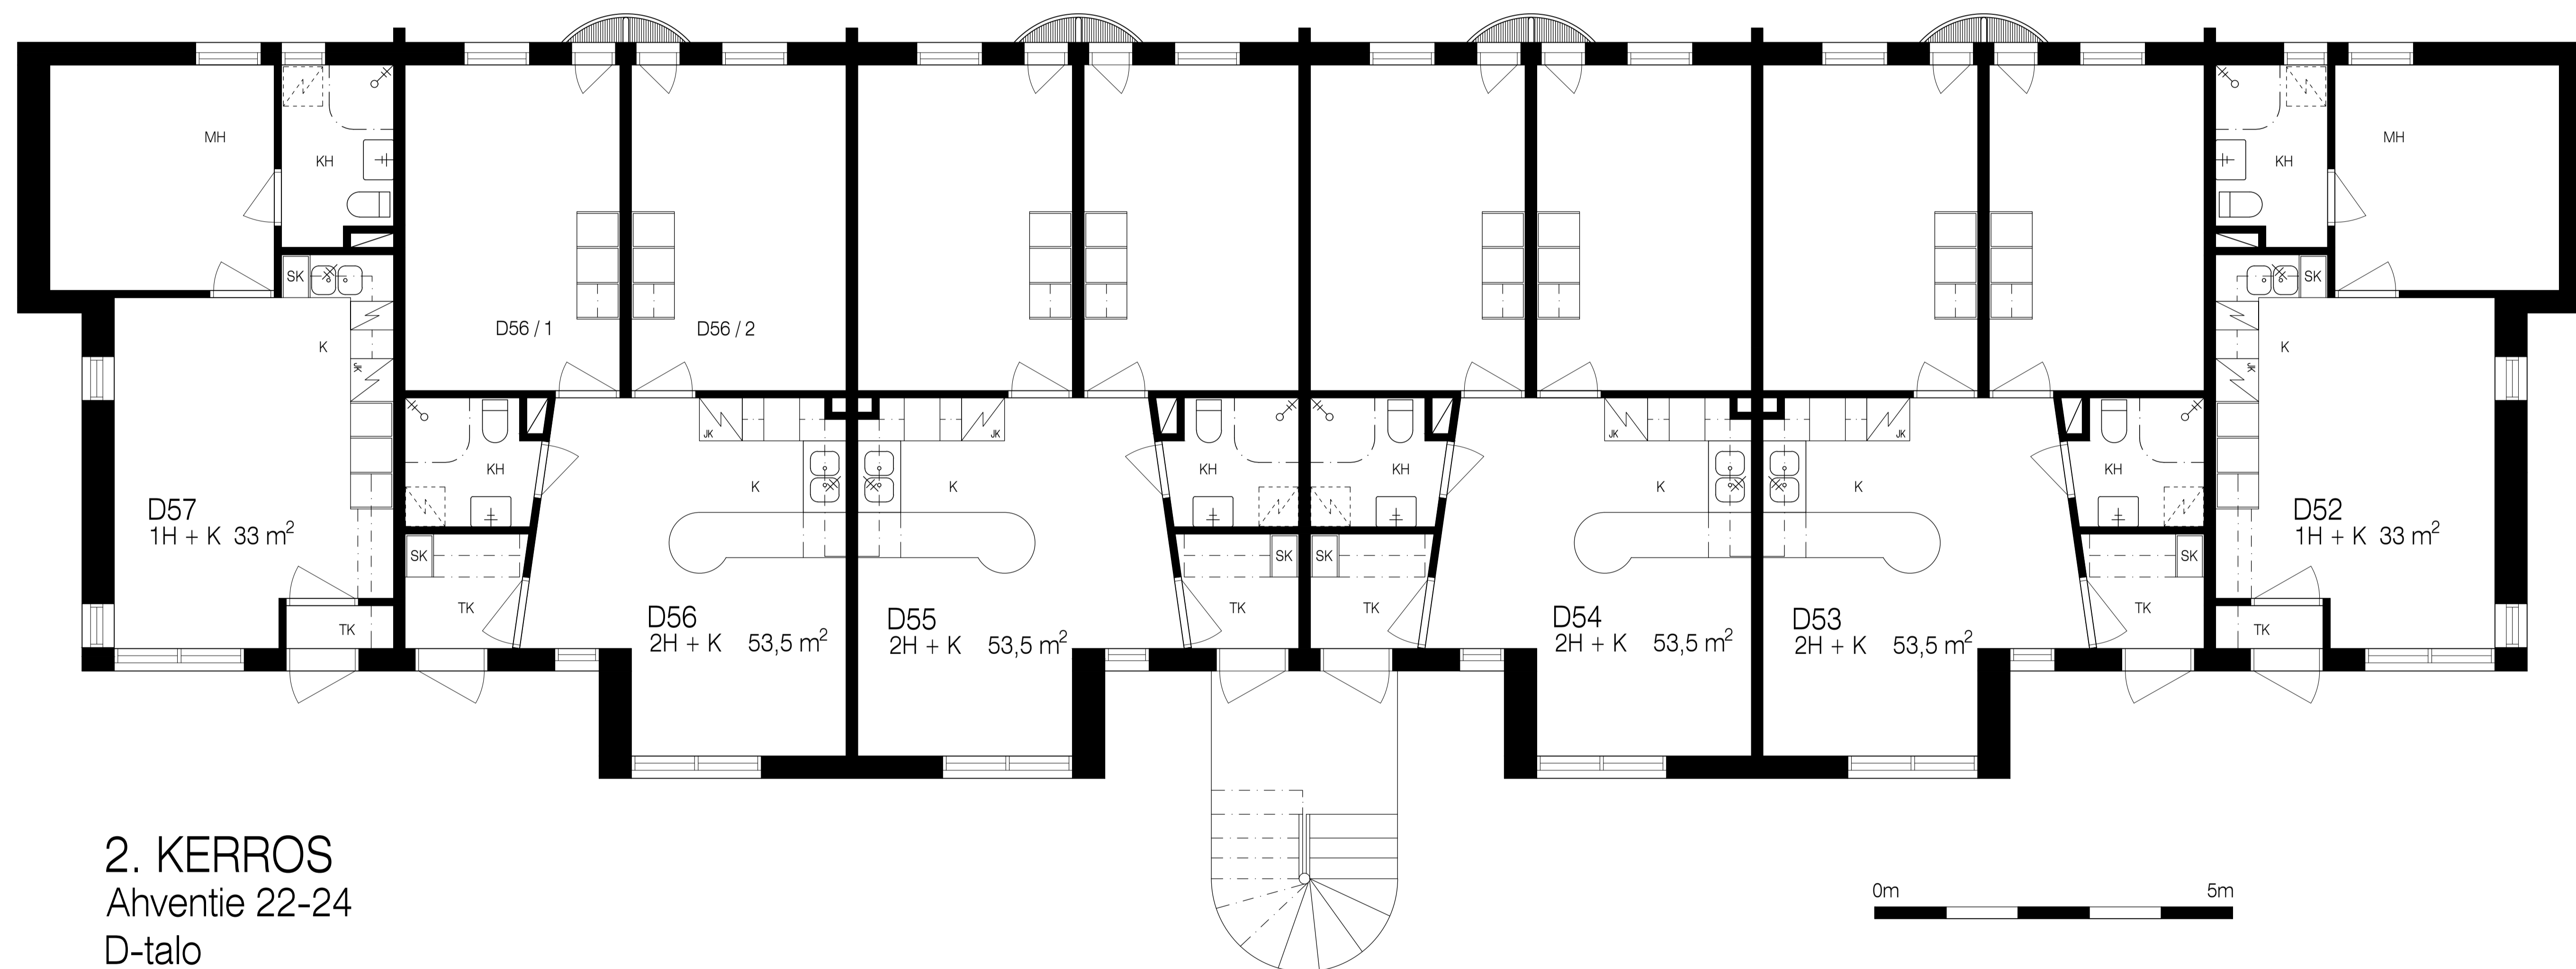 MH
KH
KH
MH
SK
SK
D56 / 1
D56 / 2
K
K
JK
JK
JK
JK
JK
JK
KH
K
K
KH
KH
K
K
KH
D57
1H + K 33 m²
D52
1H + K 33 m²
SK
SK
SK
SK
TK
TK
TK
TK
TK
TK
D56
2H + K 53,5 m²
D55
2H + K 53,5 m²
D54
2H + K 53,5 m²
D53
2H + K 53,5 m²
2. KERROS
Ahventie 22-24
D-talo
0m 5m